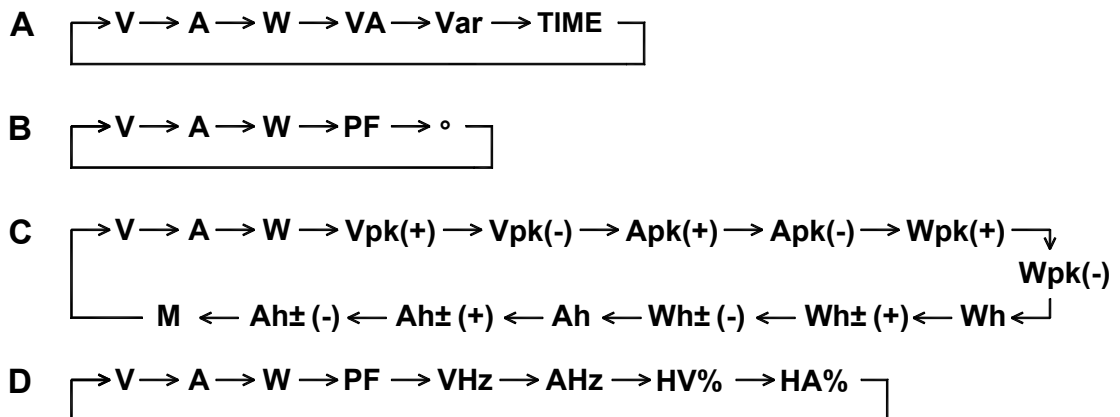 A V → A → W → VA → Var → TIME
B V → A → W → PF → °
C V → A → W → Vpk(+) → Vpk(-) → Apk(+) → Apk(-) → Wpk(+)
Wpk(-)
M ← Ah± (-) ← Ah± (+) ← Ah ← Wh± (-) ← Wh± (+) ← Wh
D V → A → W → PF → VHz → AHz → HV% → HA%